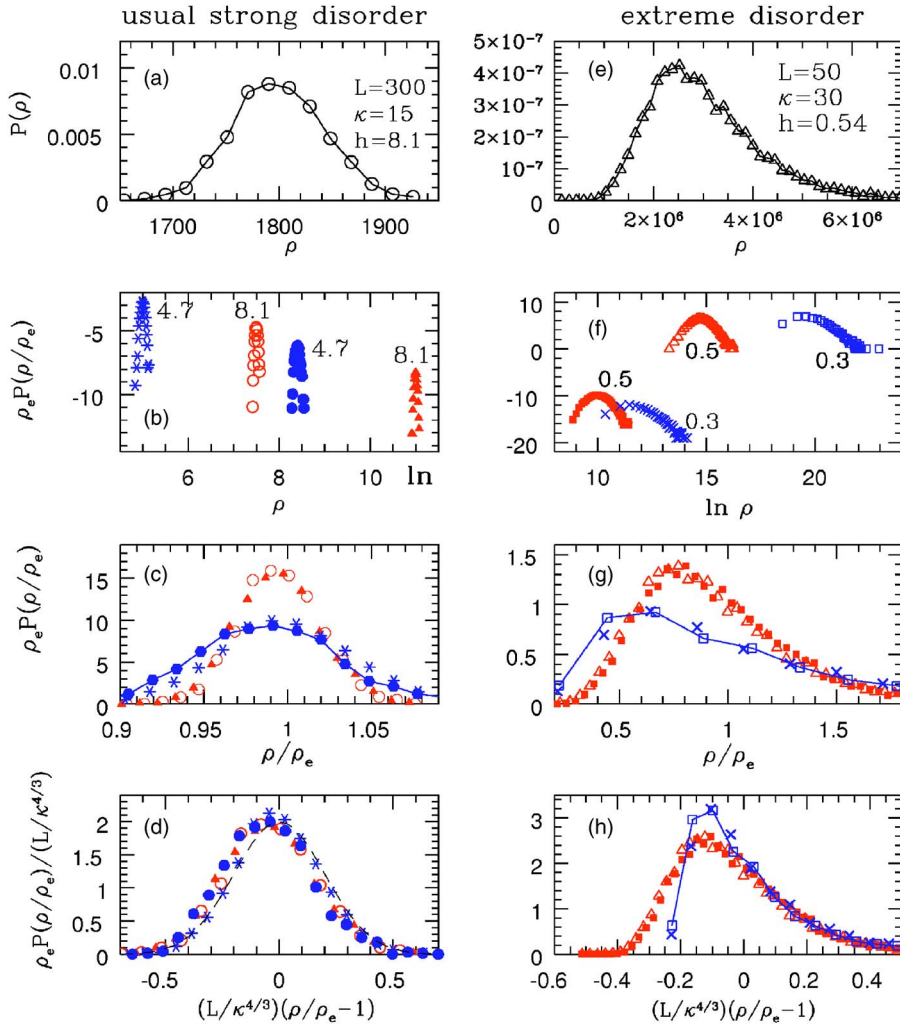 usual strong disorder
extreme disorder
(a)
L=300
κ=15
h=8.1
P(ρ)
0.01
0.005
0
1700
1800
1900
ρ
(e)
L=50
κ=30
h=0.54
5×10⁻⁷
4×10⁻⁷
3×10⁻⁷
2×10⁻⁷
10⁻⁷
0
0
2×10⁶
4×10⁶
6×10⁶
ρ
(b)
4.7
8.1
4.7
8.1
ρₑP(ρ/ρₑ)
-5
-10
6
8
10
ln
ρ
(f)
0.5
0.3
0.5
0.3
10
0
-10
-20
10
15
20
ln ρ
(c)
ρₑP(ρ/ρₑ)
15
10
5
0
0.9
0.95
1
1.05
ρ/ρₑ
(g)
1.5
1
0.5
0
0.5
1
1.5
ρ/ρₑ
(d)
ρₑP(ρ/ρₑ)/(L/κ^4/3)
2
1.5
1
0.5
0
-0.5
0
0.5
(L/κ^4/3)(ρ/ρₑ-1)
(h)
3
2
1
0
-0.6
-0.4
-0.2
0
0.2
0.4
(L/κ^4/3)(ρ/ρₑ-1)